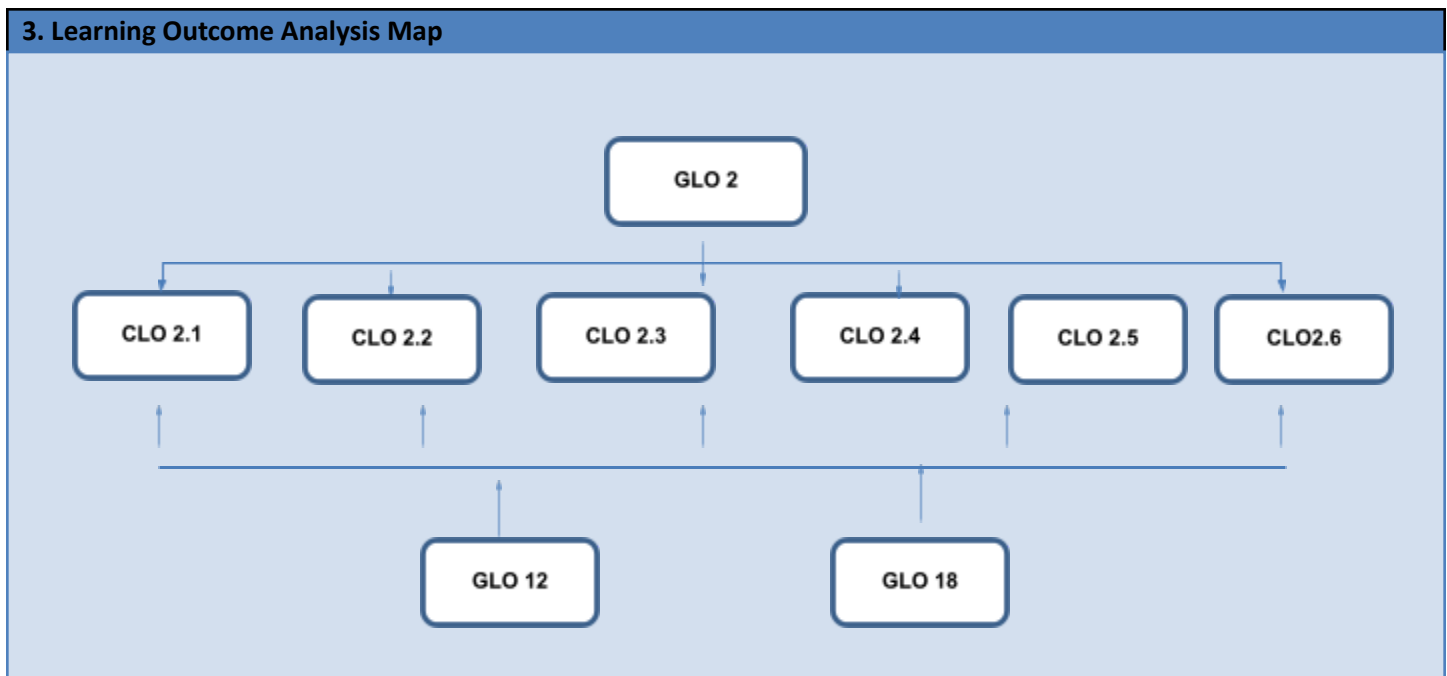 3. Learning Outcome Analysis Map
GLO 2
CLO 2.1
CLO 2.2
CLO 2.3
CLO 2.4
CLO 2.5
CLO2.6
GLO 12
GLO 18